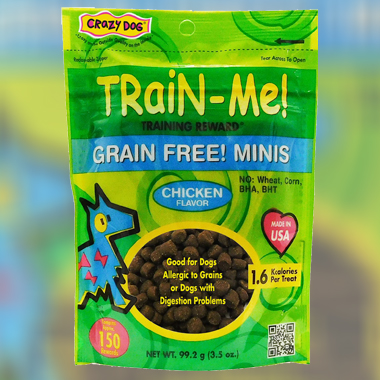 CRAZY DOG
Resealable Zipper
Tear Across To Open
TRaiN-Me!
TRAINING REWARD
GRAIN FREE! MINIS
CHICKEN
FLAVOR
NO: Wheat, Corn,
BHA, BHT
MADE IN
USA
Good for Dogs
Allergic to Grains
or Dogs with
Digestion Problems
1.6 Kcalories
Per Treat
150
NET WT. 99.2 g (3.5 oz.)